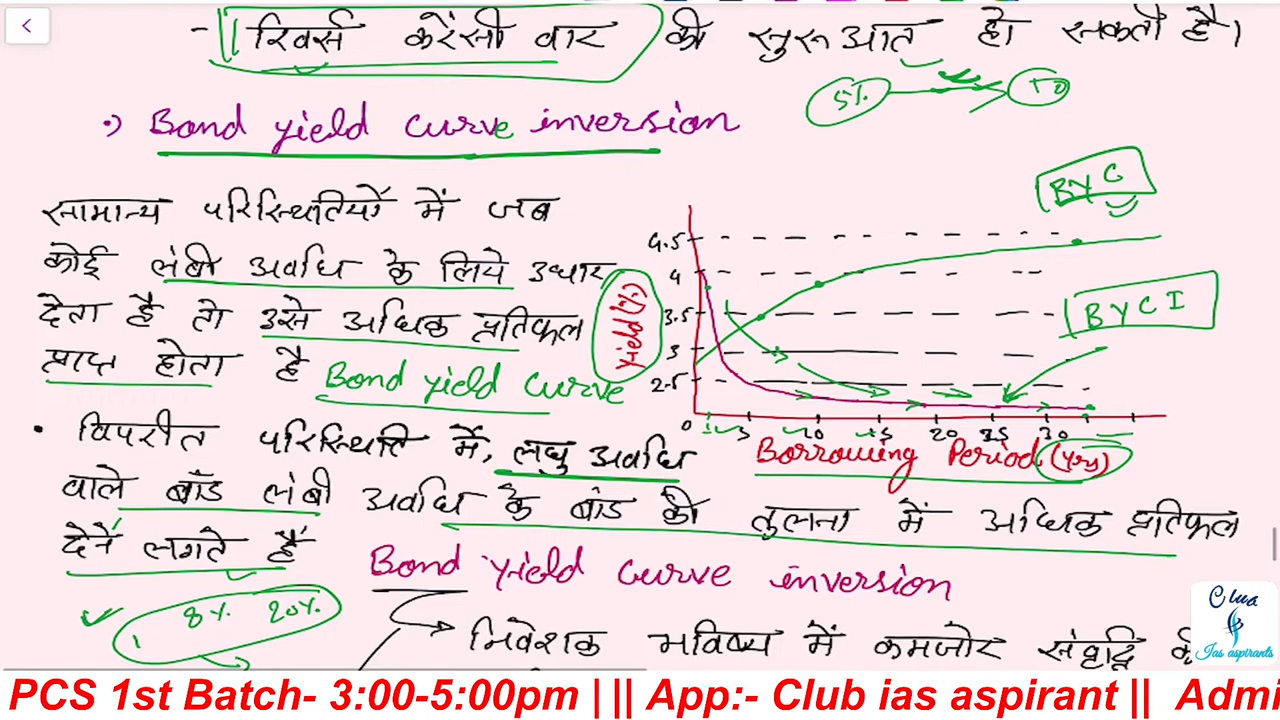 - रिवर्स करेंसी वार की सुरूआत हो सकती है।
5%
:) Bond yield curve inversion
BYC
सामान्य परिस्थितियों में जब
कोई लंबी अवधि के लिये उधार
देता है तो उसे अधिक प्रतिफल
प्राप्त होता है Bond yield curve
yield (%)
4.5
4
3.5
3
2.5
BYCI
0 1 5 10 15 20 25 30
Borrowing Period (yrs)
• विपरीत परिस्थिति में, लघु अवधि
वाले बॉंड लंबी अवधि के बांड की तुलना में अधिक प्रतिफल
देने लगते हैं
Bond yield curve inversion
8% 20%
निवेशक भविष्य में कमजोर संवृद्धि
Club
Ias aspirants
PCS 1st Batch- 3:00-5:00pm | || App:- Club ias aspirant || Admi